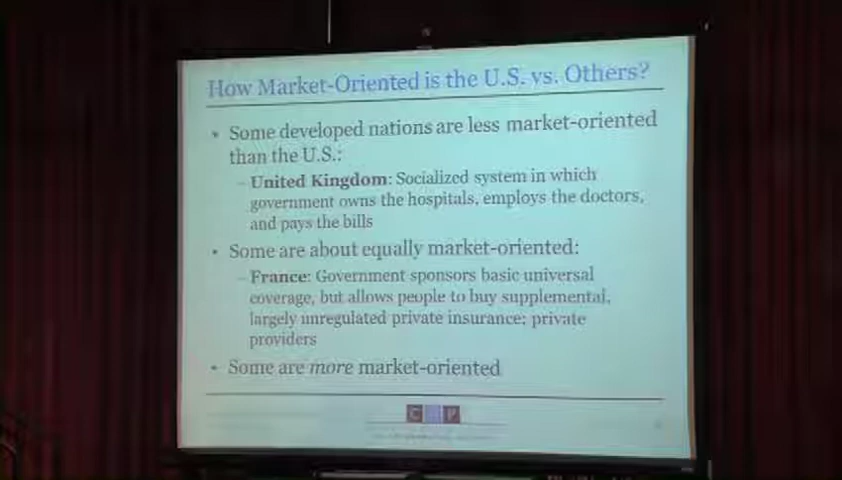 How Market-Oriented is the U.S. vs. Others?
• Some developed nations are less market-oriented
than the U.S.:
– United Kingdom: Socialized system in which
government owns the hospitals, employs the doctors,
and pays the bills
• Some are about equally market-oriented:
– France: Government sponsors basic universal
coverage, but allows people to buy supplemental,
largely unregulated private insurance; private
providers
• Some are more market-oriented